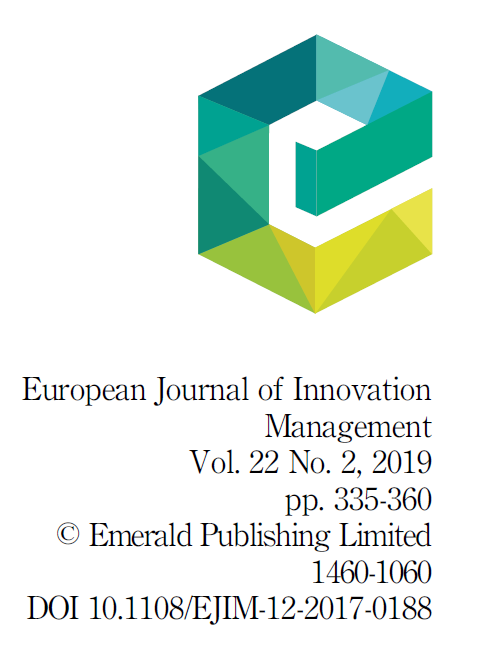 European Journal of Innovation
Management
Vol. 22 No. 2, 2019
pp. 335-360
© Emerald Publishing Limited
1460-1060
DOI 10.1108/EJIM-12-2017-0188